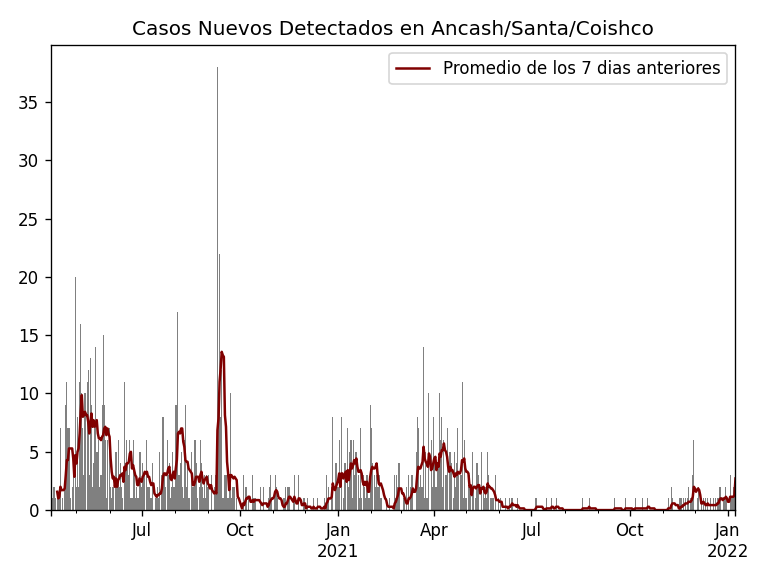 Casos Nuevos Detectados en Ancash/Santa/Coishco
Promedio de los 7 dias anteriores
35
30
25
20
15
10
5
0
Jul
Oct
Jan
2021
Apr
Jul
Oct
Jan
2022